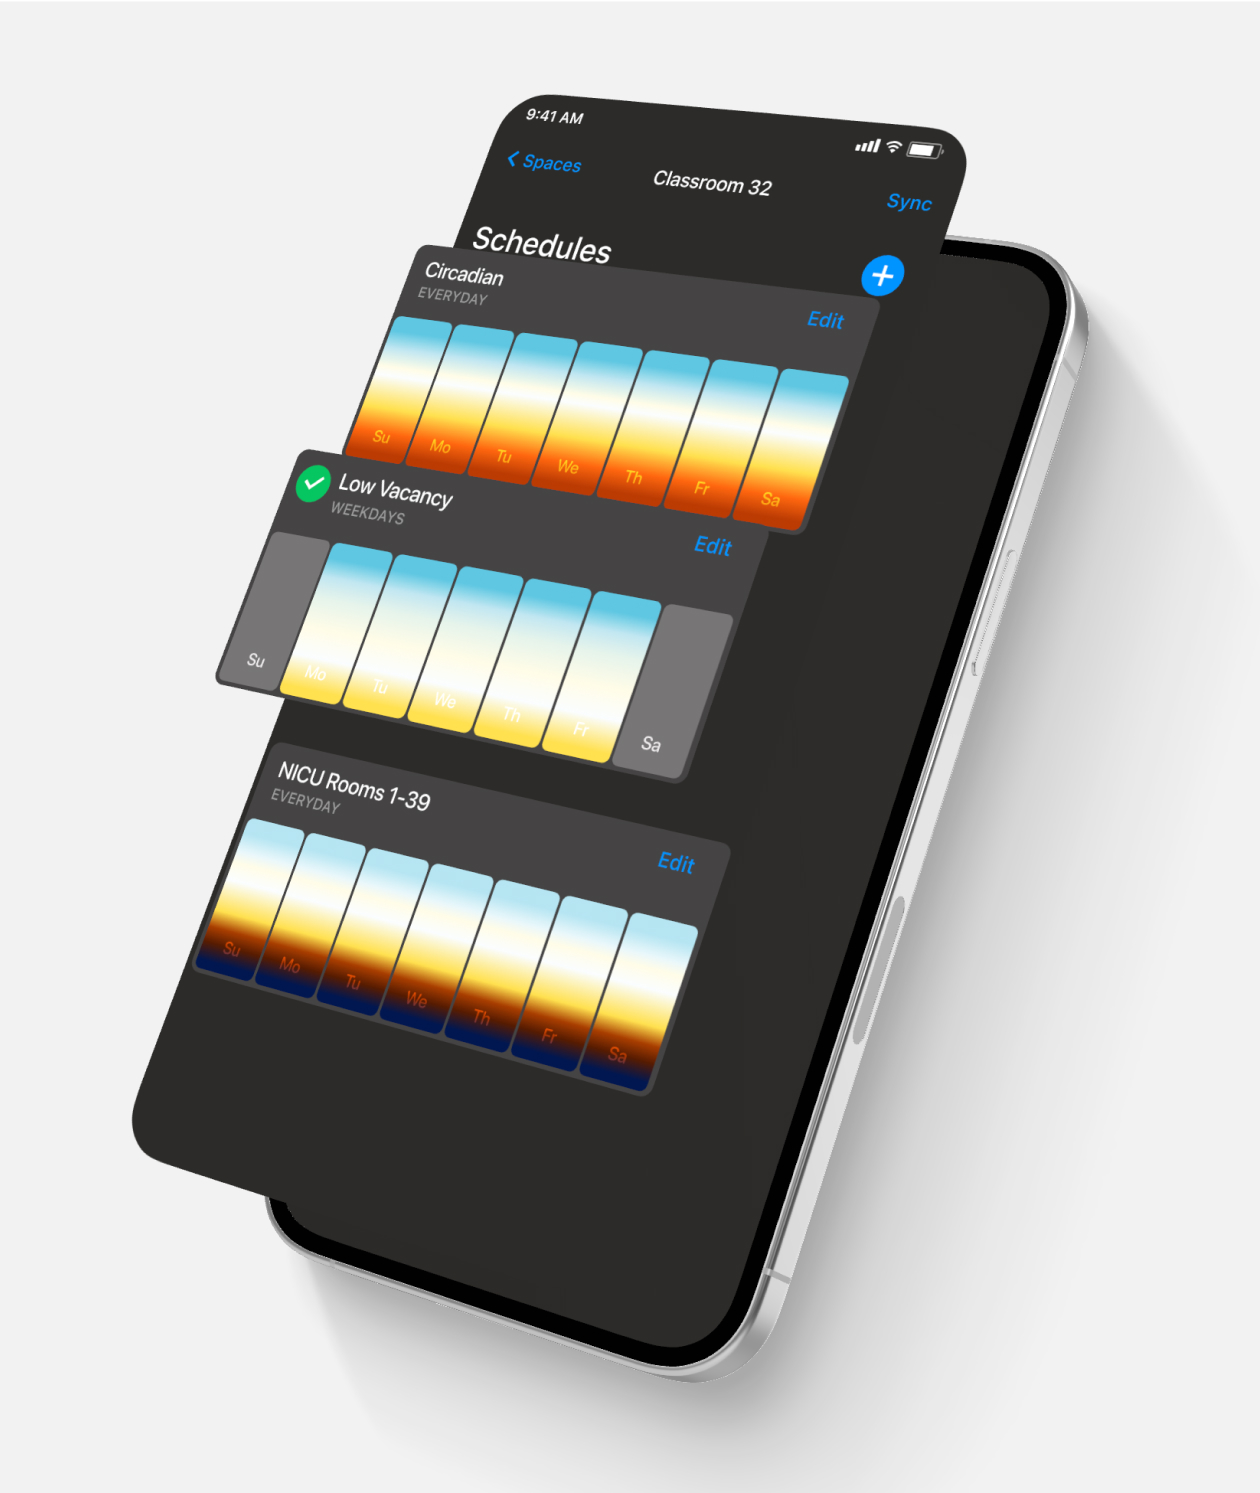 9:41 AM
Spaces
Classroom 32
Sync
Schedules
Circadian
EVERYDAY
Edit
Su Mo Tu We Th Fr Sa
Low Vacancy
WEEKDAYS
Edit
Su Mo Tu We Th Fr Sa
NICU Rooms 1-39
EVERYDAY
Edit
Su Mo Tu We Th Fr Sa